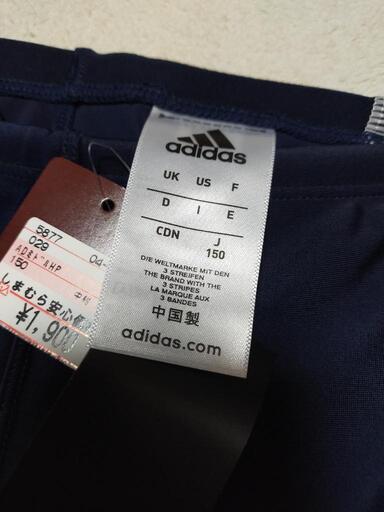 adidas
UK US F
D I E
CDN J
150
DIE WELTMARKE MIT DEN
3 STREIFEN
THE BRAND WITH THE
3 STRIPES
LA MARQUE AUX
3 BANDES
中国製
adidas.com
5877
029 04-
150
しまむら安心価
¥1,900